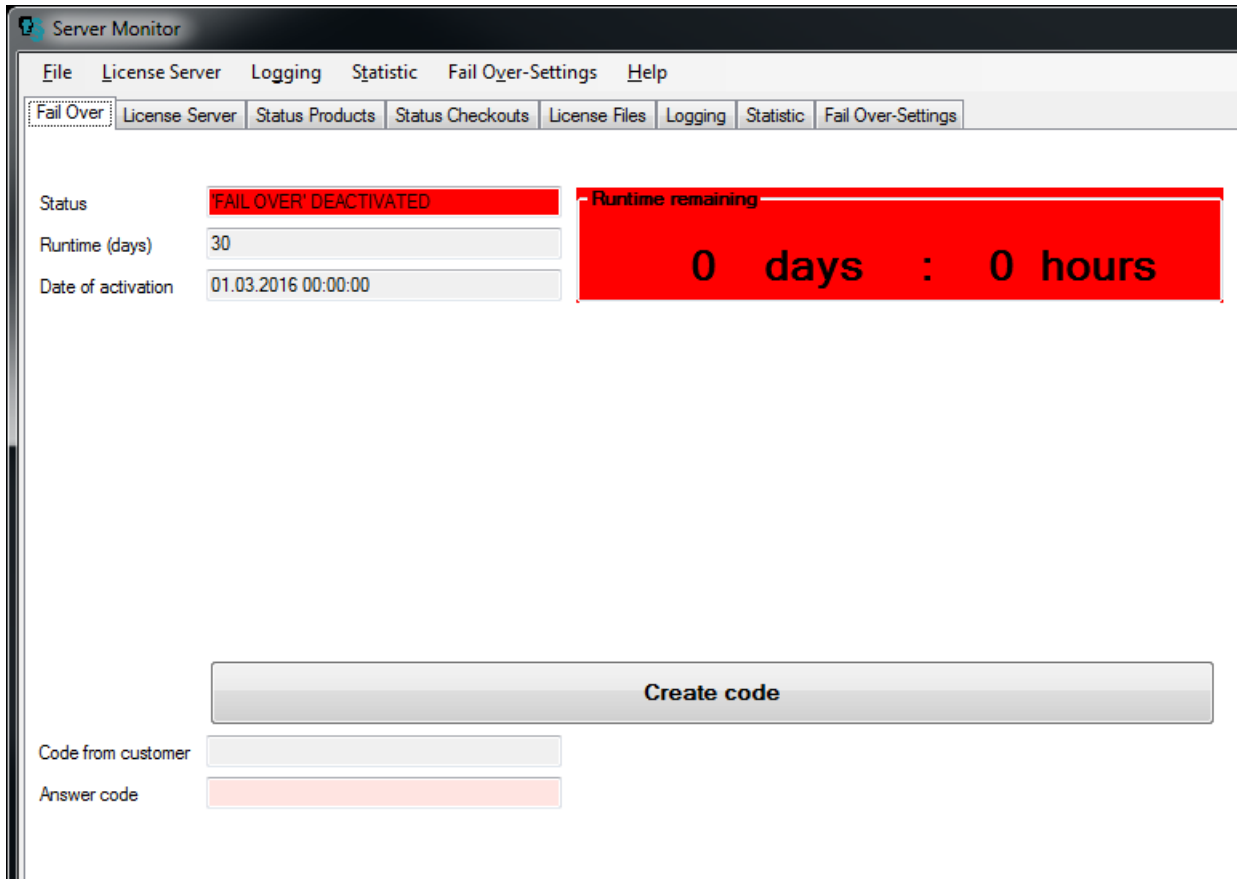 Server Monitor
File License Server Logging Statistic Fail Over-Settings Help
Fail Over License Server Status Products Status Checkouts License Files Logging Statistic Fail Over-Settings
Status 'FAIL OVER' DEACTIVATED Runtime remaining
Runtime (days) 30
0 days : 0 hours
Date of activation 01.03.2016 00:00:00
Create code
Code from customer
Answer code